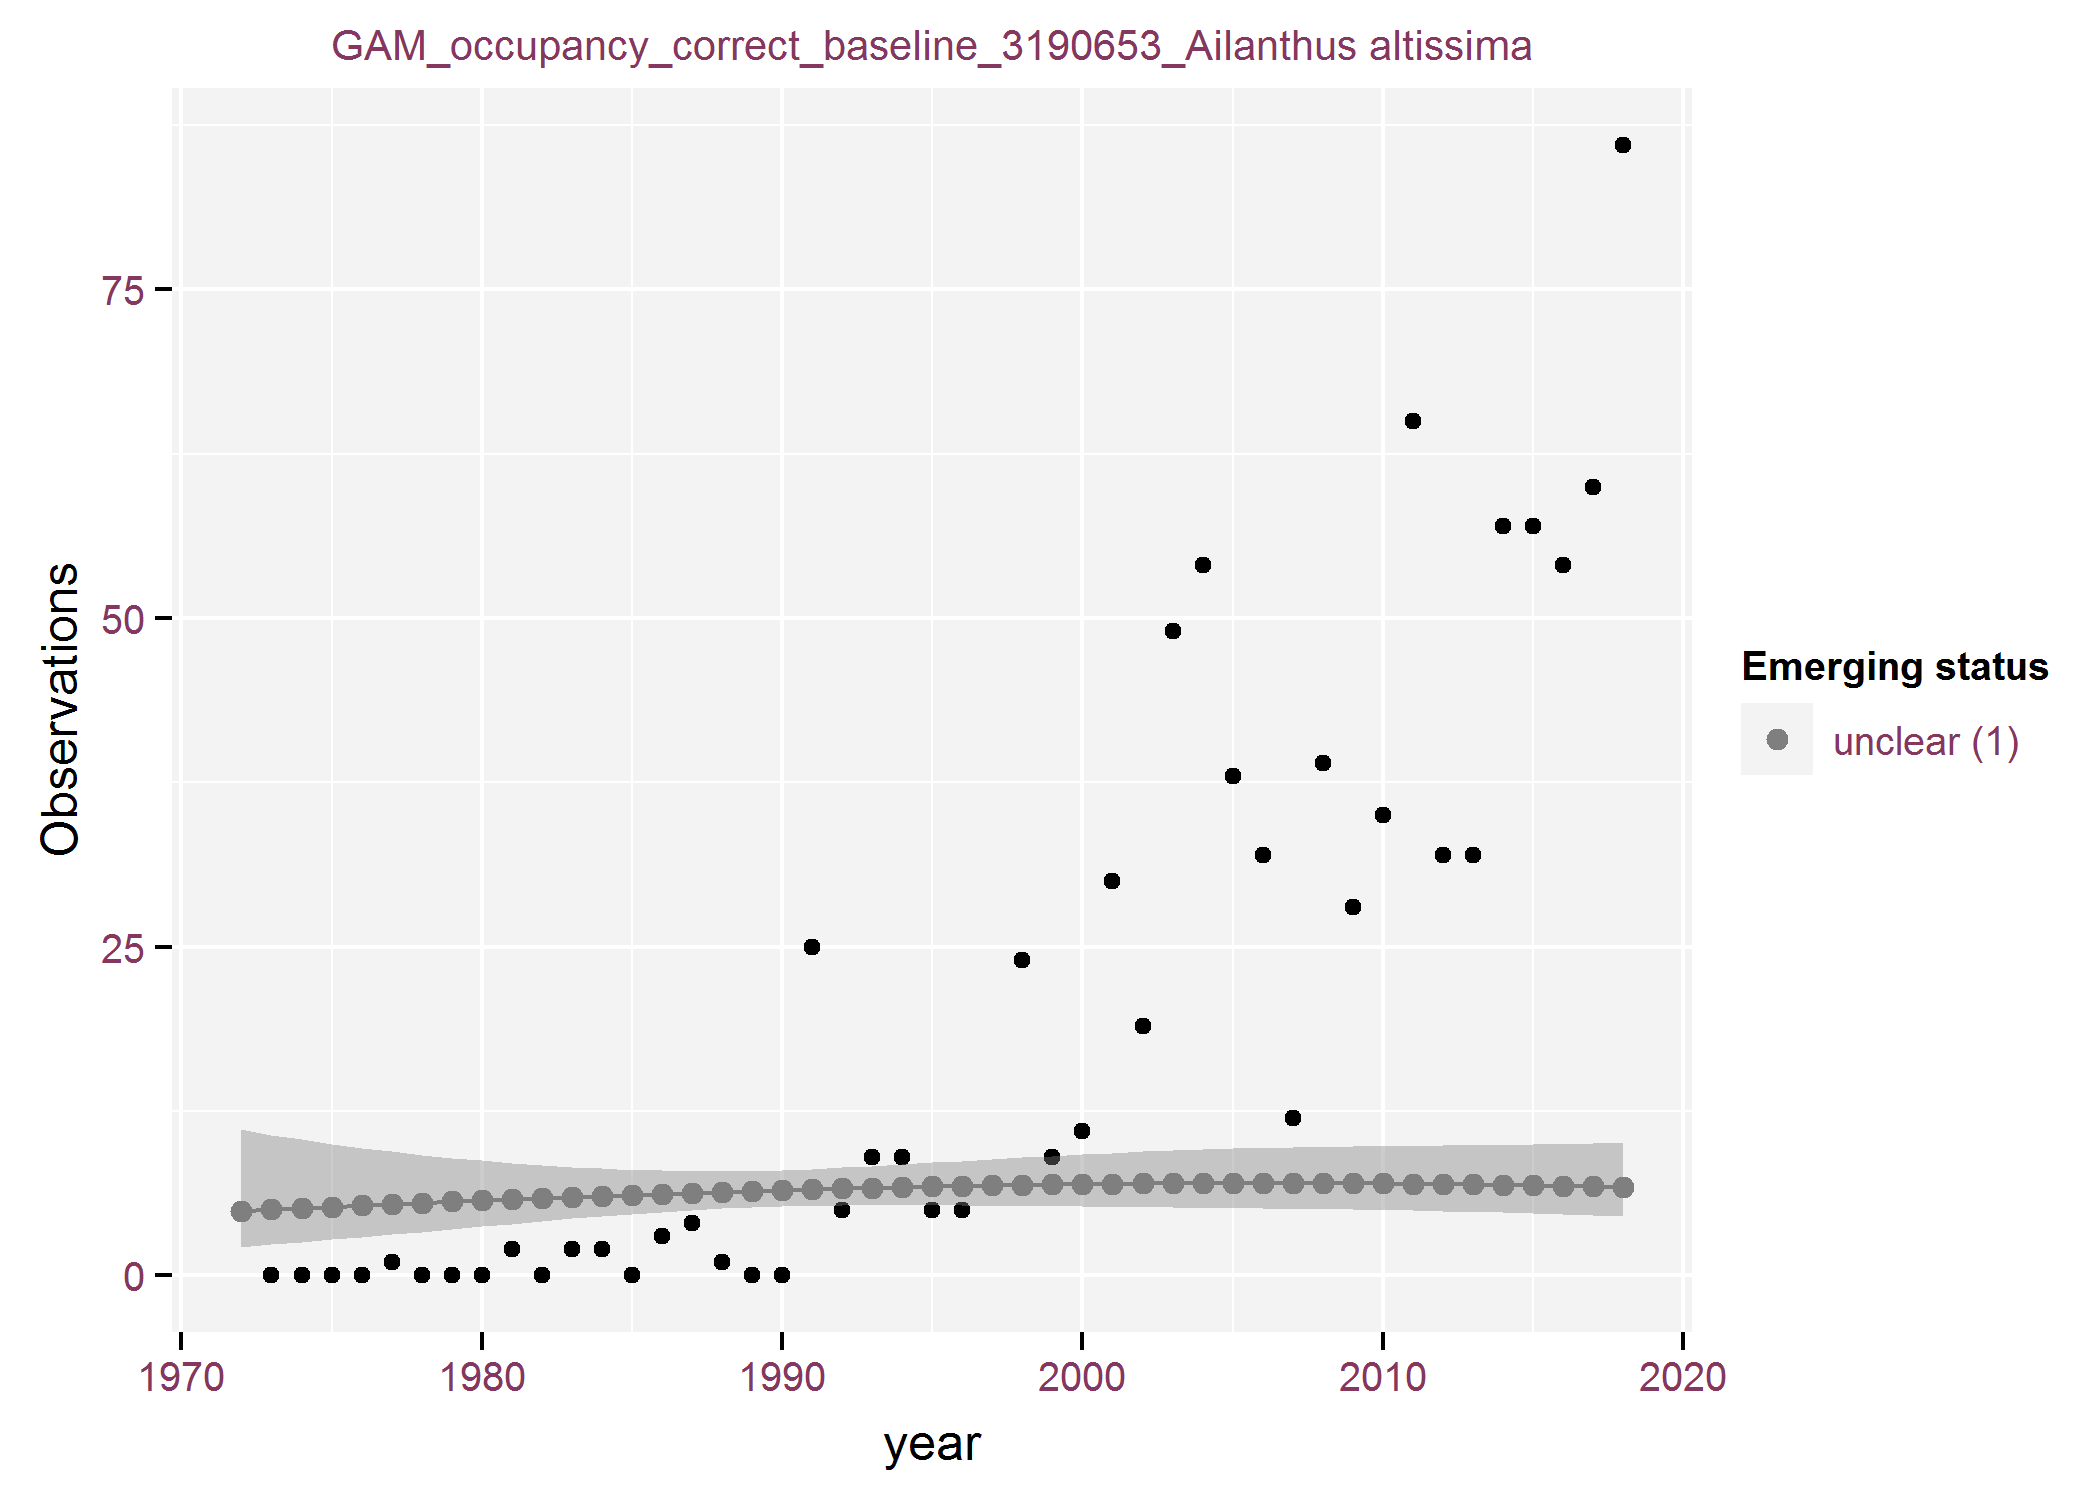 GAM_occupancy_correct_baseline_3190653_Ailanthus altissima
Observations
75
50
25
0
1970 1980 1990 2000 2010 2020
year
Emerging status
unclear (1)